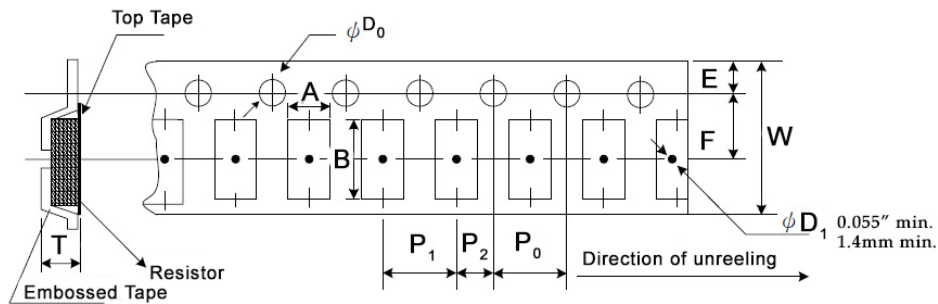 Top Tape
ϕD₀
E
A
F
W
B
ϕD₁ 0.055" min.
1.4mm min.
T
P₁
P₂
P₀
Direction of unreeling
Resistor
Embossed Tape